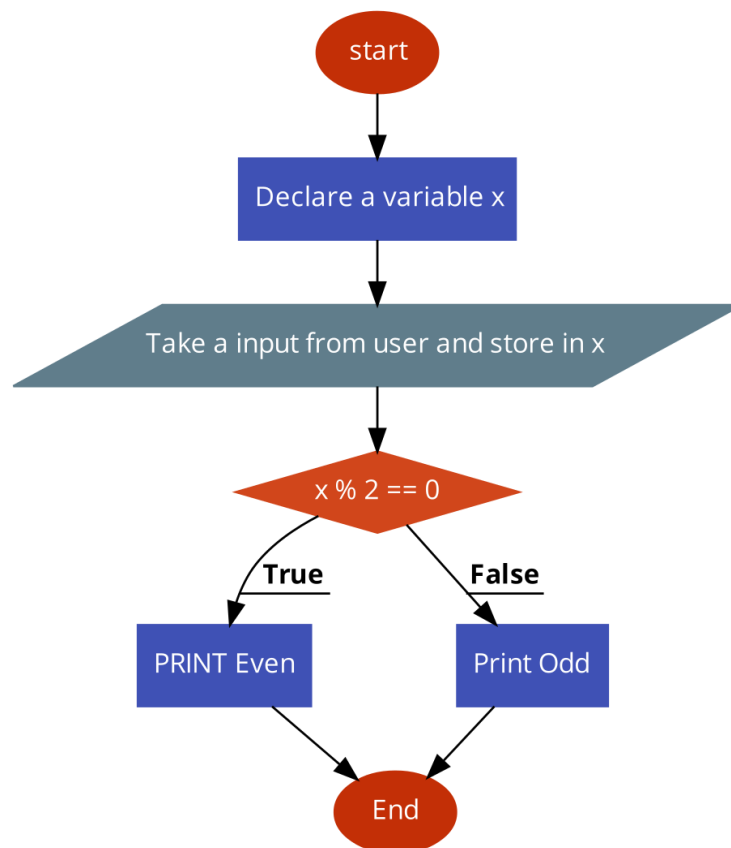 start
Declare a variable x
Take a input from user and store in x
x % 2 == 0
True
False
PRINT Even
Print Odd
End